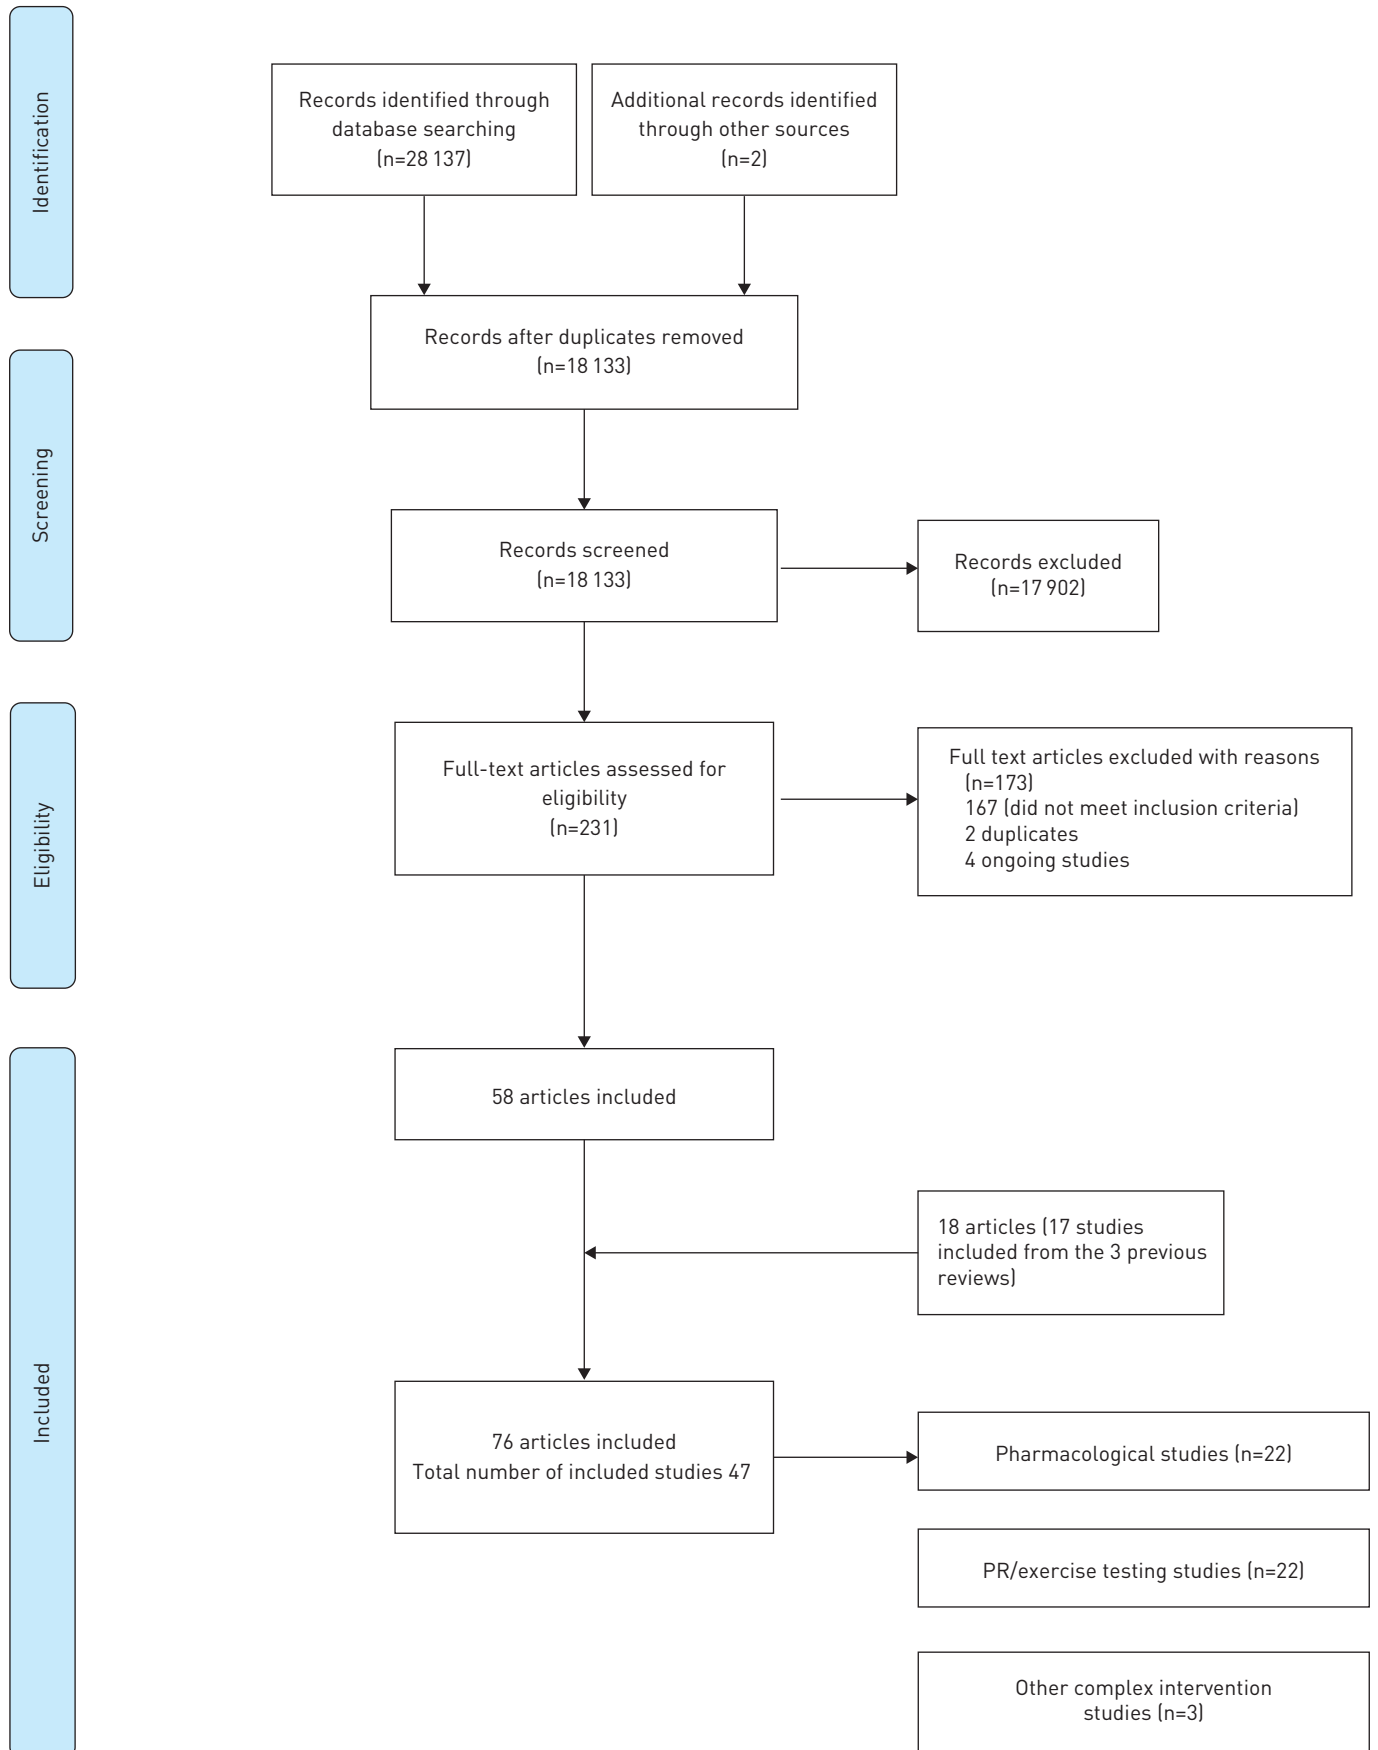 Identification
Records identified through
database searching
(n=28 137)
Additional records identified
through other sources
(n=2)
Records after duplicates removed
(n=18 133)
Screening
Records screened
(n=18 133)
Records excluded
(n=17 902)
Eligibility
Full-text articles assessed for
eligibility
(n=231)
Full text articles excluded with reasons
(n=173)
167 (did not meet inclusion criteria)
2 duplicates
4 ongoing studies
Included
58 articles included
18 articles (17 studies
included from the 3 previous
reviews)
76 articles included
Total number of included studies 47
Pharmacological studies (n=22)
PR/exercise testing studies (n=22)
Other complex intervention
studies (n=3)